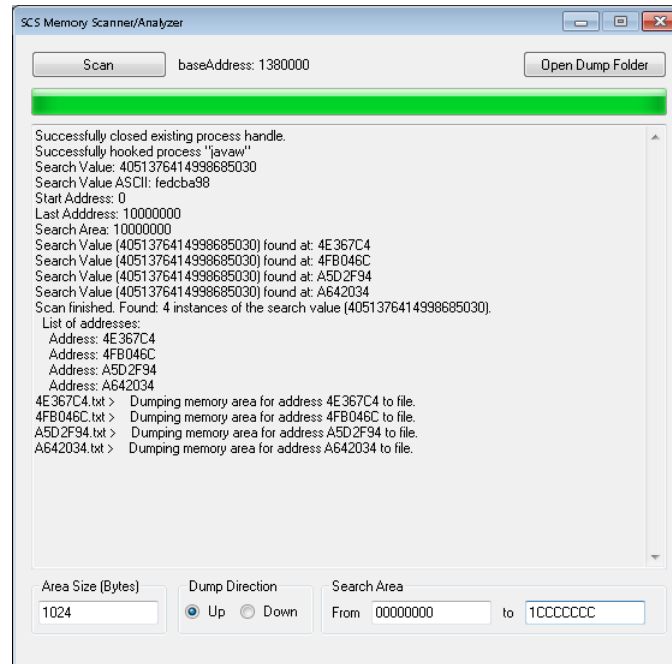 SCS Memory Scanner/Analyzer
Scan
baseAddress: 1380000
Open Dump Folder
Successfully closed existing process handle.
Successfully hooked process "javaw"
Search Value: 4051376414998685030
Search Value ASCII: fedcba98
Start Address: 0
Last Adddress: 10000000
Search Area: 10000000
Search Value (4051376414998685030) found at: 4E367C4
Search Value (4051376414998685030) found at: 4FB046C
Search Value (4051376414998685030) found at: A5D2F94
Search Value (4051376414998685030) found at: A642034
Scan finished. Found: 4 instances of the search value (4051376414998685030).
List of addresses:
Address: 4E367C4
Address: 4FB046C
Address: A5D2F94
Address: A642034
4E367C4.txt > Dumping memory area for address 4E367C4 to file.
4FB046C.txt > Dumping memory area for address 4FB046C to file.
A5D2F94.txt > Dumping memory area for address A5D2F94 to file.
A642034.txt > Dumping memory area for address A642034 to file.
Area Size (Bytes)
1024
Dump Direction
Up Down
Search Area
From 00000000 to 1CCCCCCC